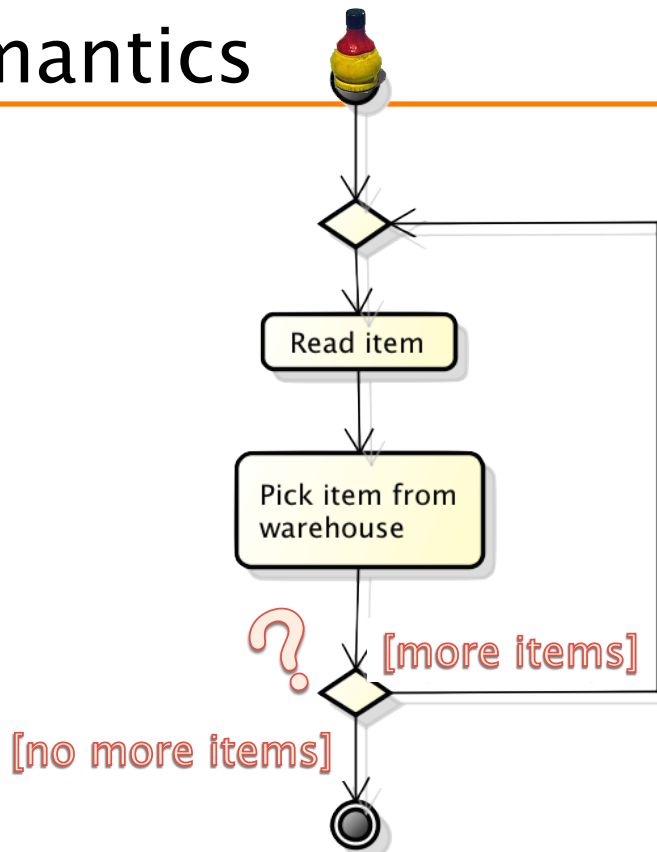 mantics
Read item
Pick item from
warehouse
?
[more items]
[no more items]